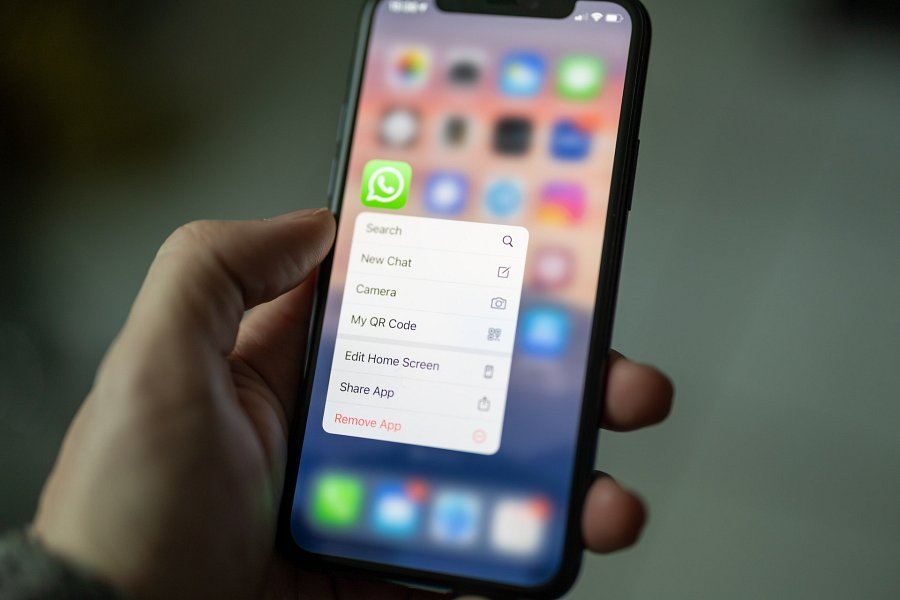 Search
New Chat
Camera
My QR Code
Edit Home Screen
Share App
Remove App